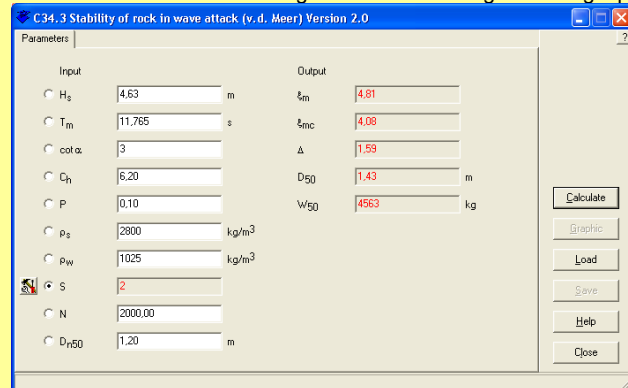 C34.3 Stability of rock in wave attack (v.d. Meer) Version 2.0
Parameters ?
Input Output
Hs 4,63 m ξm 4,81
Tm 11,765 s ξmc 4,08
cot α 3 Δ 1,59
Ch 6,20 D50 1,43 m
P 0,10 W50 4563 kg
ρs 2800 kg/m3
ρw 1025 kg/m3
S 2
N 2000,00
Dn50 1,20 m
Calculate
Graphic
Load
Save
Help
Close